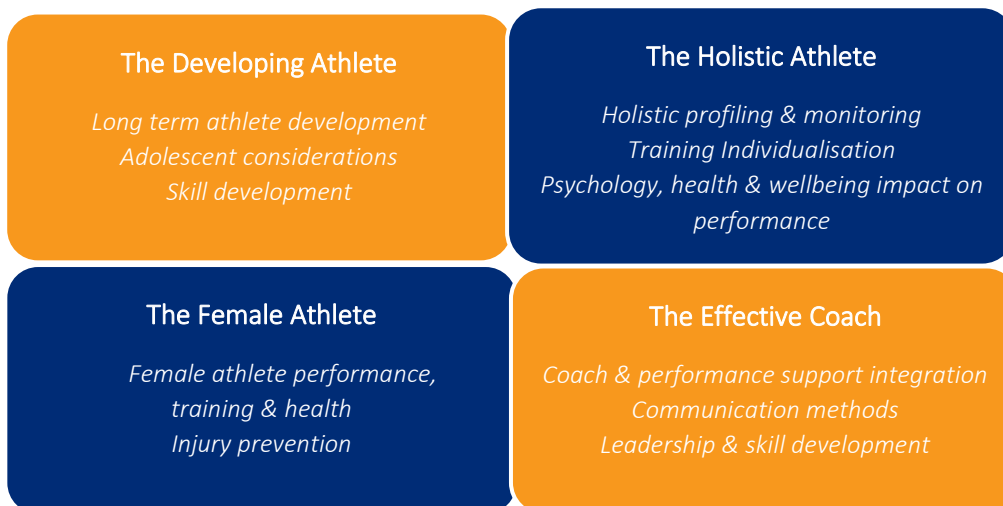 The Developing Athlete
Long term athlete development
Adolescent considerations
Skill development
The Holistic Athlete
Holistic profiling & monitoring
Training Individualisation
Psychology, health & wellbeing impact on
performance
The Female Athlete
Female athlete performance,
training & health
Injury prevention
The Effective Coach
Coach & performance support integration
Communication methods
Leadership & skill development